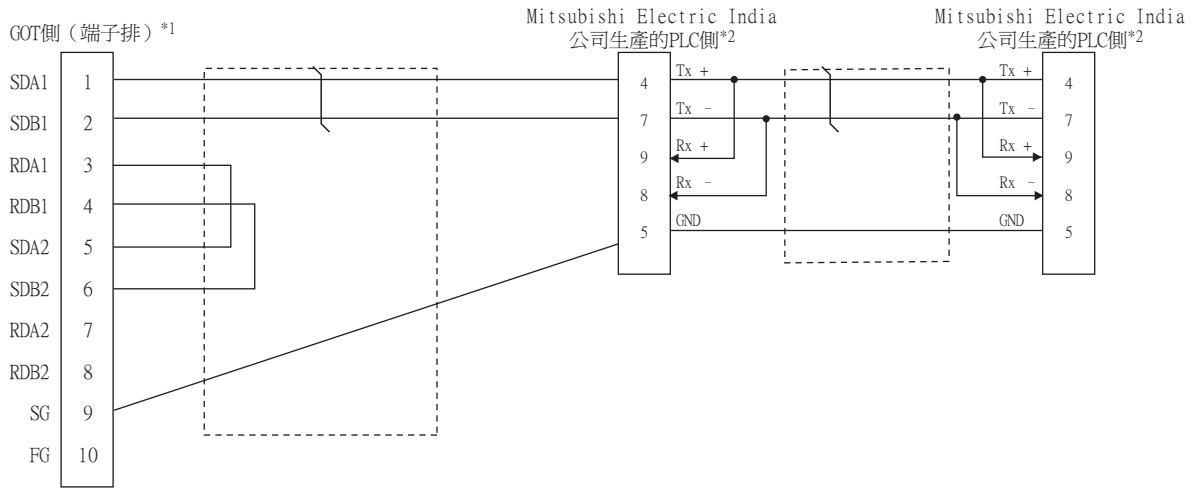 GOT側（端子排）*1
SDA1 1
SDB1 2
RDA1 3
RDB1 4
SDA2 5
SDB2 6
RDA2 7
RDB2 8
SG 9
FG 10
Mitsubishi Electric India
公司生產的PLC側*2
4 Tx +
7 Tx -
9 Rx +
8 Rx -
5 GND
Mitsubishi Electric India
公司生產的PLC側*2
Tx + 4
Tx - 7
Rx + 9
Rx - 8
GND 5